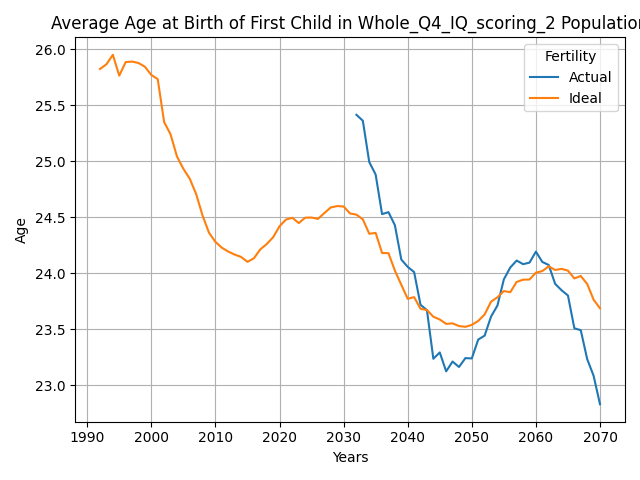 Average Age at Birth of First Child in Whole_Q4_IQ_scoring_2 Population
Fertility
Actual
Ideal
26.0
25.5
25.0
24.5
24.0
23.5
23.0
Age
1990 2000 2010 2020 2030 2040 2050 2060 2070
Years